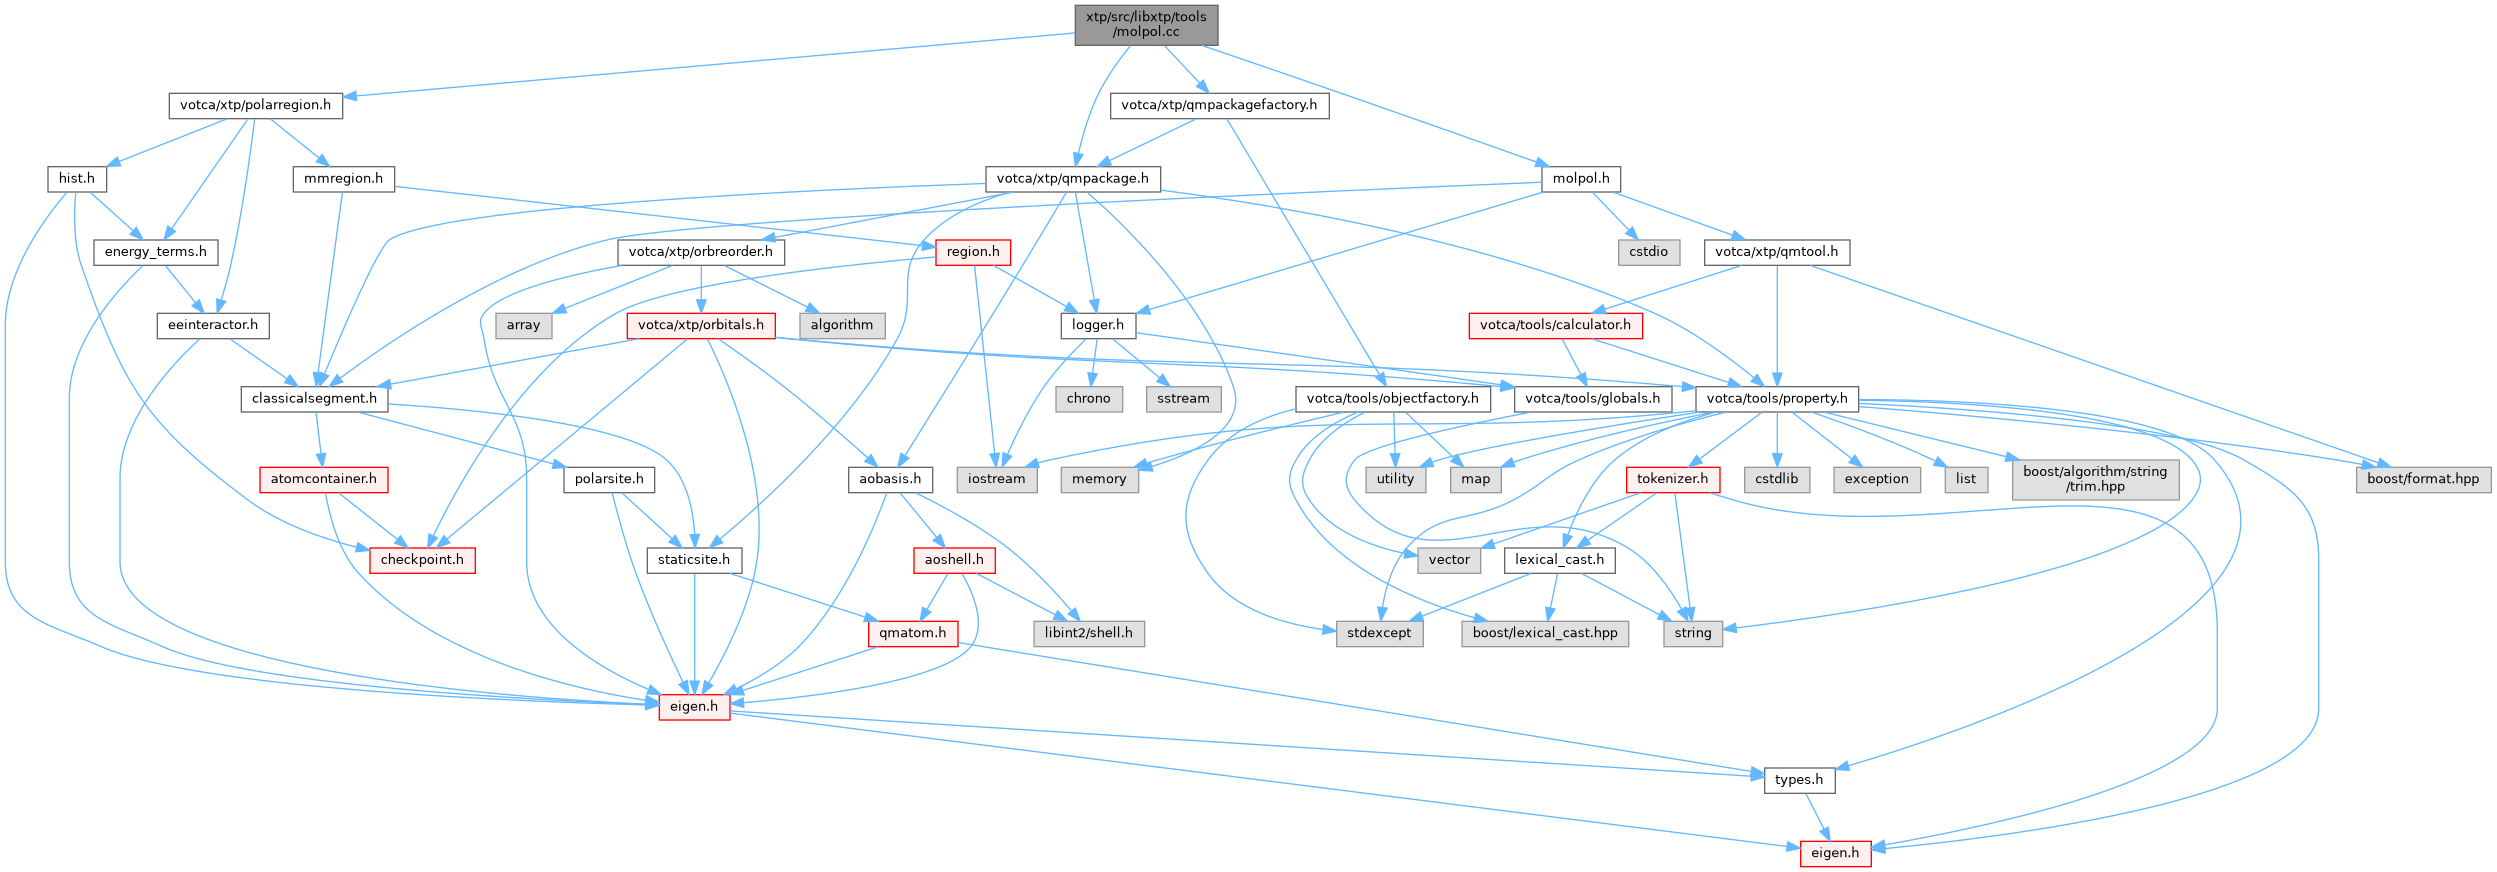 xtp/src/libxtp/tools
/molpol.cc
votca/xtp/polarregion.h
votca/xtp/qmpackagefactory.h
hist.h
mmregion.h
votca/xtp/qmpackage.h
molpol.h
energy_terms.h
votca/xtp/orbreorder.h
region.h
cstdio
votca/xtp/qmtool.h
eeinteractor.h
array
votca/xtp/orbitals.h
algorithm
logger.h
votca/tools/calculator.h
classicalsegment.h
chrono
sstream
votca/tools/objectfactory.h
votca/tools/globals.h
votca/tools/property.h
atomcontainer.h
polarsite.h
aobasis.h
iostream
memory
utility
map
tokenizer.h
cstdlib
exception
list
boost/algorithm/string
/trim.hpp
boost/format.hpp
checkpoint.h
staticsite.h
aoshell.h
vector
lexical_cast.h
qmatom.h
libint2/shell.h
stdexcept
boost/lexical_cast.hpp
string
eigen.h
types.h
eigen.h